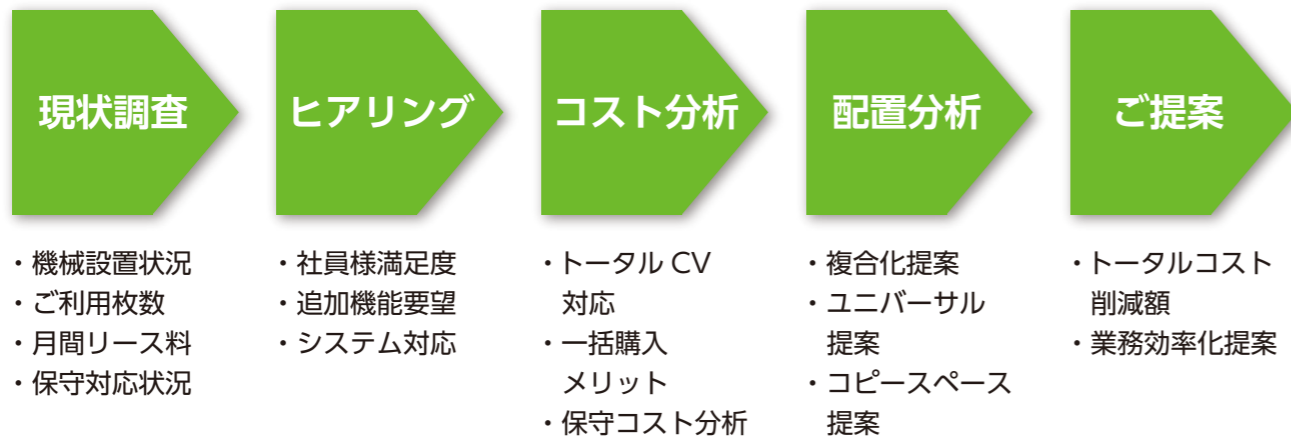 現状調査
・機械設置状況
・ご利用枚数
・月間リース料
・保守対応状況
ヒアリング
・社員様満足度
・追加機能要望
・システム対応
コスト分析
・トータル CV
対応
・一括購入
メリット
・保守コスト分析
配置分析
・複合化提案
・ユニバーサル
提案
・コピースペース
提案
ご提案
・トータルコスト
削減額
・業務効率化提案